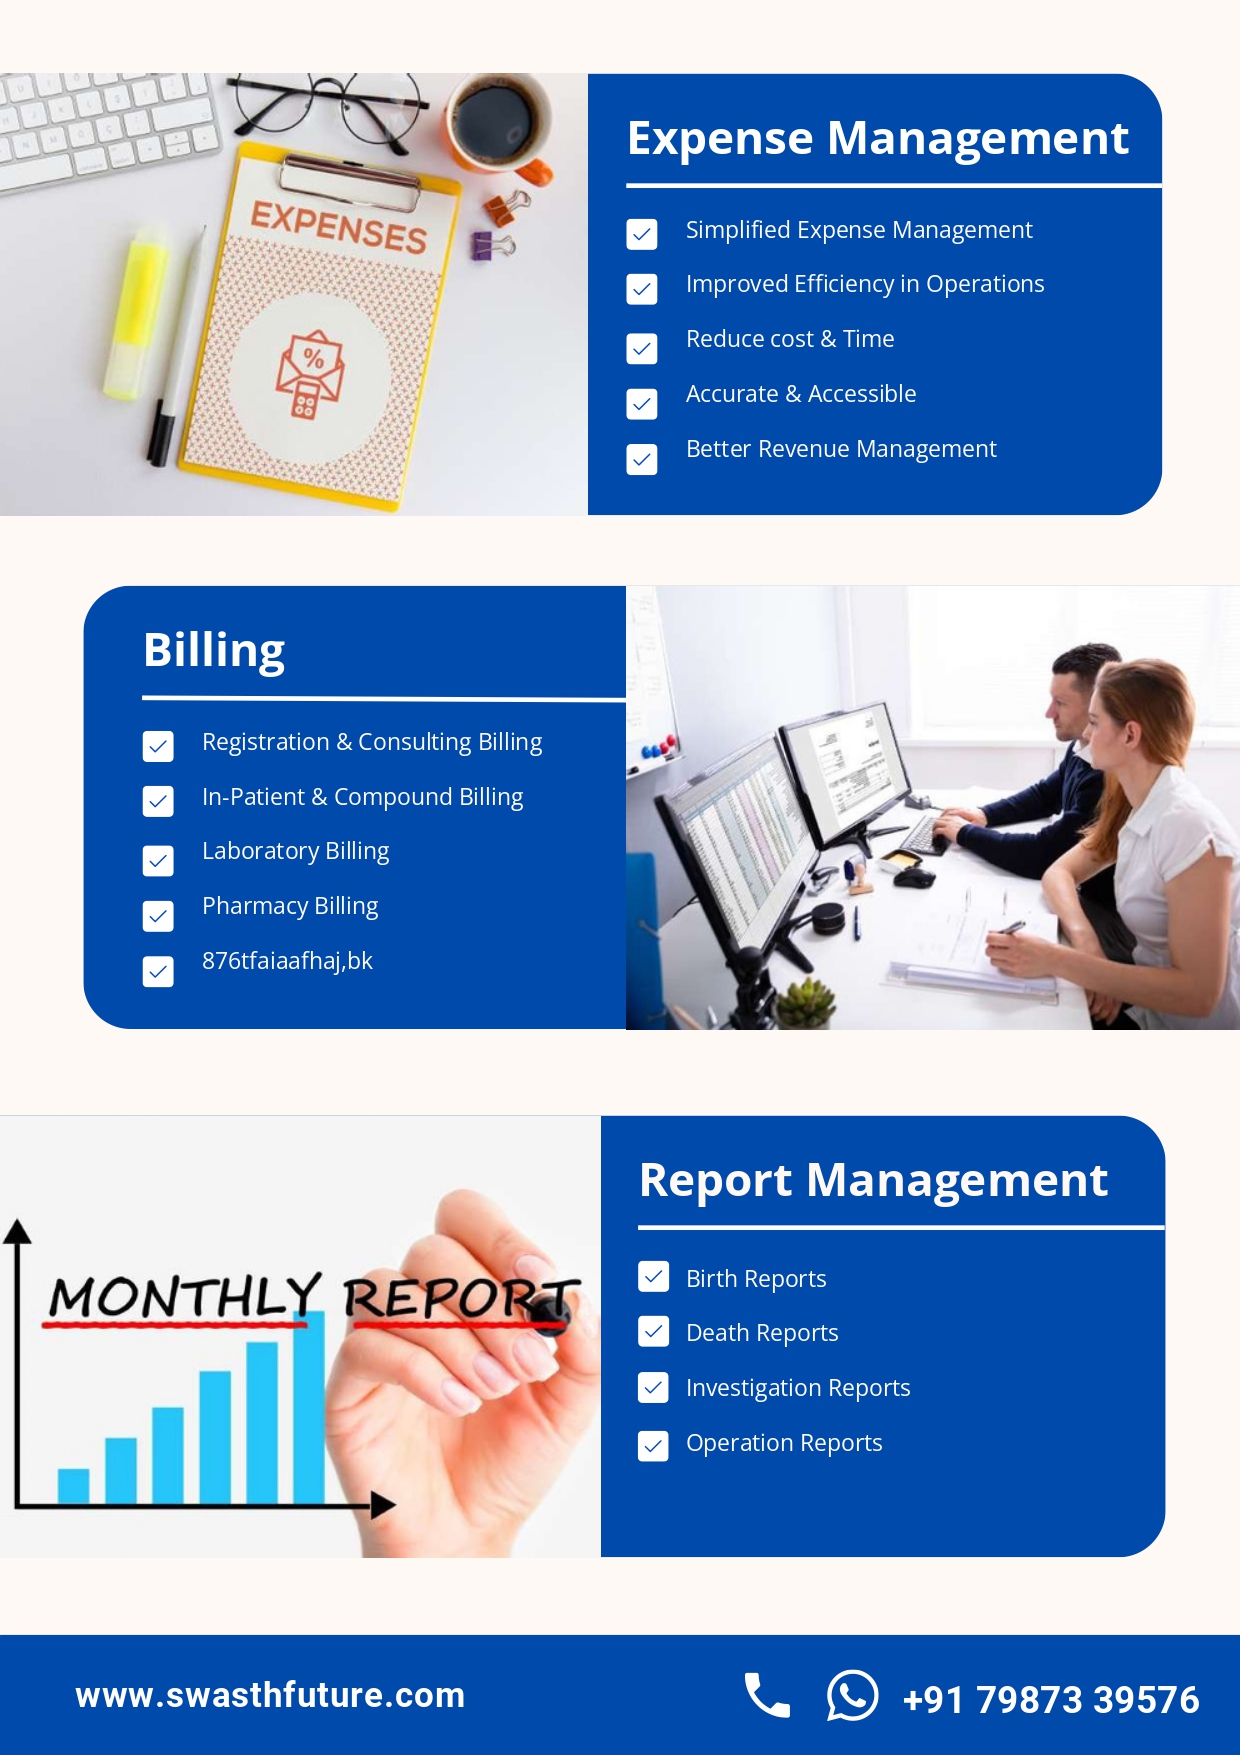 EXPENSES
%
Expense Management
Simplified Expense Management
Improved Efficiency in Operations
Reduce cost & Time
Accurate & Accessible
Better Revenue Management
Billing
Registration & Consulting Billing
In-Patient & Compound Billing
Laboratory Billing
Pharmacy Billing
876tfaiaafhaj,bk
MONTHLY REPORT
Report Management
Birth Reports
Death Reports
Investigation Reports
Operation Reports
www.swasthfuture.com
+91 79873 39576